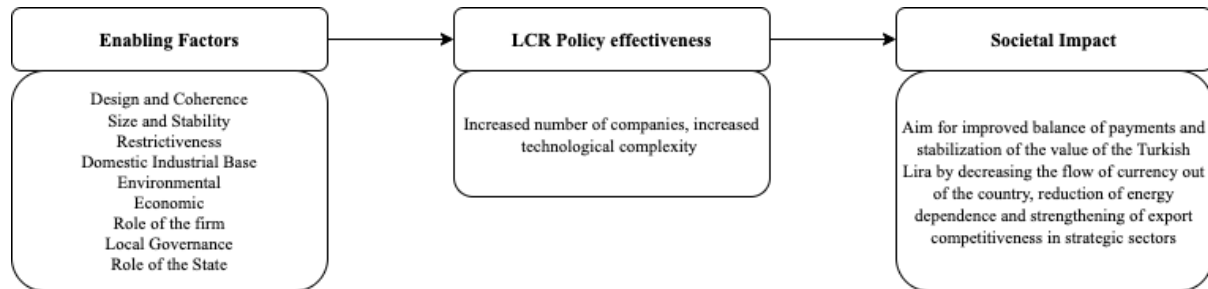 Enabling Factors
Design and Coherence
Size and Stability
Restrictiveness
Domestic Industrial Base
Environmental
Economic
Role of the firm
Local Governance
Role of the State
LCR Policy effectiveness
Increased number of companies, increased
technological complexity
Societal Impact
Aim for improved balance of payments and
stabilization of the value of the Turkish
Lira by decreasing the flow of currency out
of the country, reduction of energy
dependence and strengthening of export
competitiveness in strategic sectors